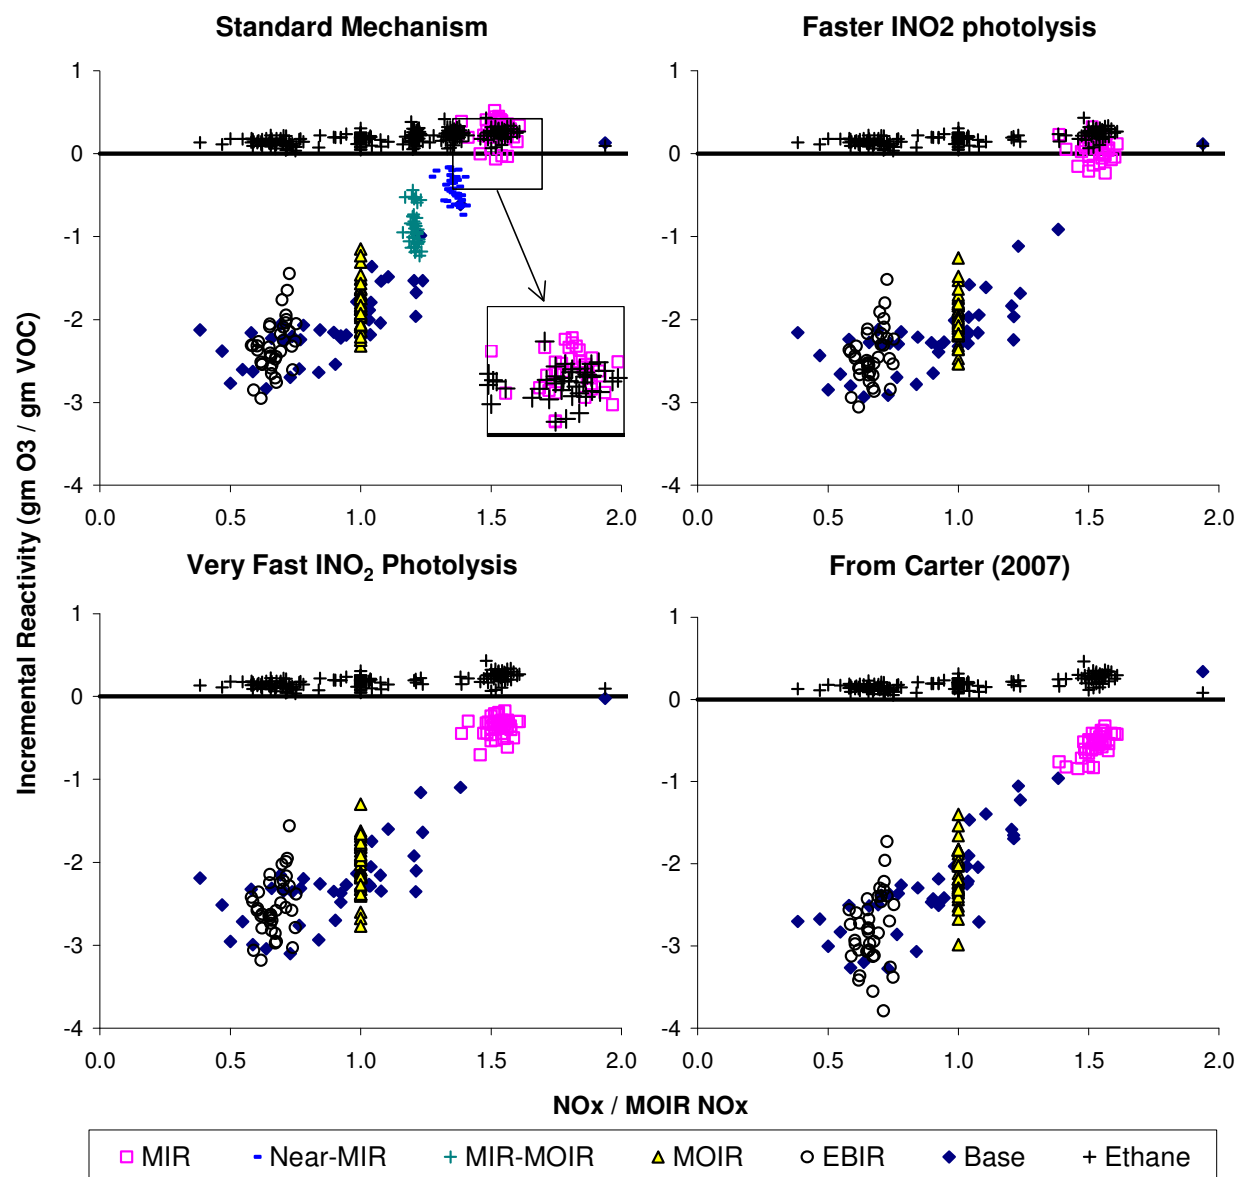 Standard Mechanism
Faster INO2 photolysis
1
0
-1
-2
-3
-4
0.0 0.5 1.0 1.5 2.0
1
0
-1
-2
-3
-4
0.0 0.5 1.0 1.5 2.0
Incremental Reactivity (gm O3 / gm VOC)
Very Fast INO₂ Photolysis
From Carter (2007)
1
0
-1
-2
-3
-4
0.0 0.5 1.0 1.5 2.0
1
0
-1
-2
-3
-4
0.0 0.5 1.0 1.5 2.0
NOx / MOIR NOx
MIR Near-MIR MIR-MOIR MOIR EBIR Base Ethane